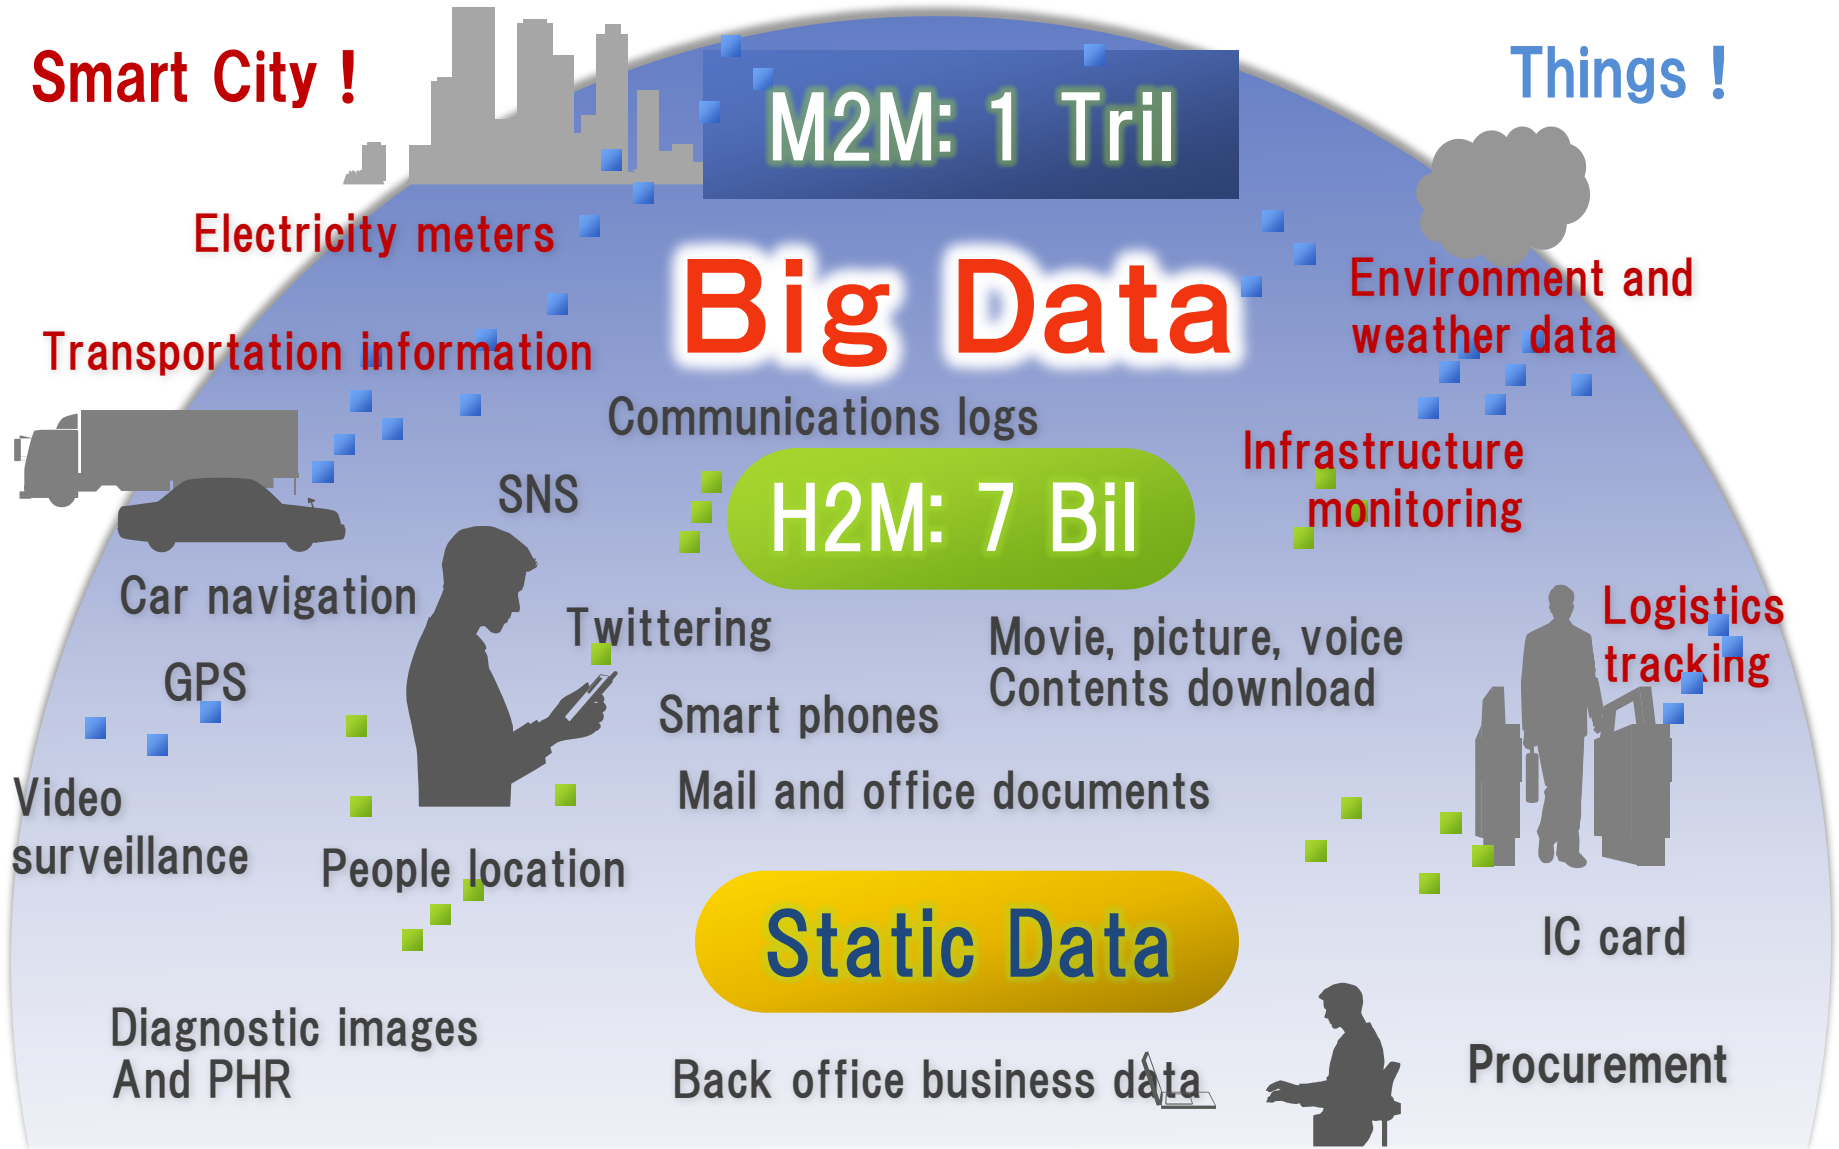 Smart City !
Things !
M2M: 1 Tril
Electricity meters
Big Data
Environment and
weather data
Transportation information
Communications logs
Infrastructure
monitoring
SNS
H2M: 7 Bil
Car navigation
Twittering
Movie, picture, voice
Contents download
Logistics
tracking
GPS
Smart phones
Mail and office documents
Video
surveillance
People location
Static Data
IC card
Diagnostic images
And PHR
Back office business data
Procurement